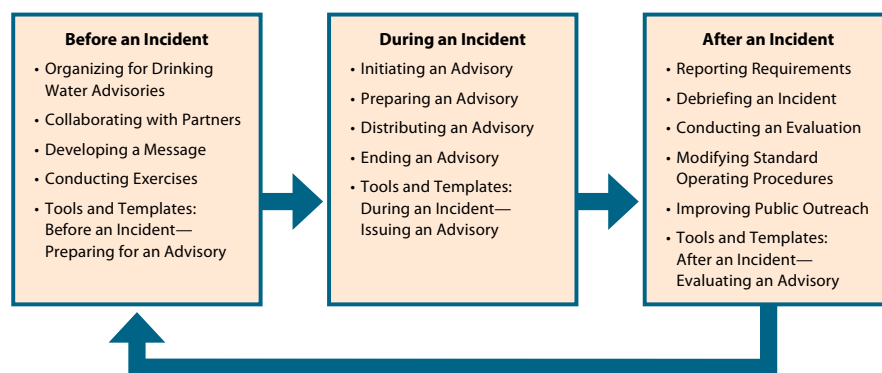 Before an Incident
• Organizing for Drinking
Water Advisories
• Collaborating with Partners
• Developing a Message
• Conducting Exercises
• Tools and Templates:
Before an Incident—
Preparing for an Advisory
During an Incident
• Initiating an Advisory
• Preparing an Advisory
• Distributing an Advisory
• Ending an Advisory
• Tools and Templates:
During an Incident—
Issuing an Advisory
After an Incident
• Reporting Requirements
• Debriefing an Incident
• Conducting an Evaluation
• Modifying Standard
Operating Procedures
• Improving Public Outreach
• Tools and Templates:
After an Incident—
Evaluating an Advisory